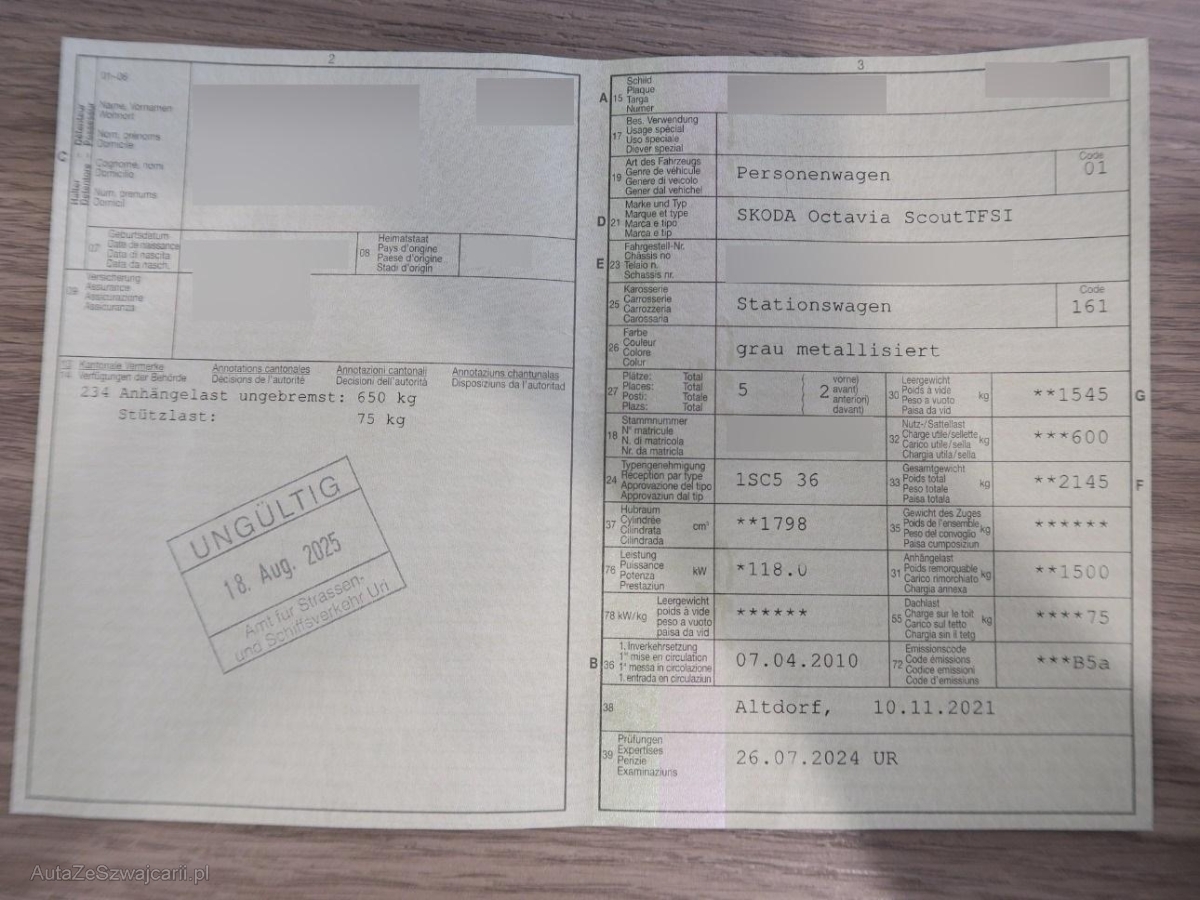 2
01–06
Name, Vornamen
Wohnort
Nom, prénoms
Domicile
Cognome, nomi
Domicilio
Num, prenums
Domicil
C
Halter
Détenteur
07
Geburtsdatum
Date de naissance
Data di nascita
Data da nasch.
08
Heimatstaat
Pays d'origine
Paese d'origine
Stadi d'origin
09
Versicherung
Assurance
Assicurazione
Assicuranza
13
14
Kantonale Vermerke
Verfügungen der Behörde
Annotations cantonales
Décisions de l'autorité
Annotazioni cantonali
Decisioni dell'autorità
Annotaziuns chantunalas
Disposiziuns da l'autoritad
234 Anhängelast ungebremst: 650 kg
Stützlast: 75 kg
UNGÜLTIG
18. Aug. 2025
Amt für Strassen-
und Schiffsverkehr Uri
3
A 15
Schild
Plaque
Targa
Numer
17
Bes. Verwendung
Usage spécial
Uso speciale
Diever spezial
19
Art des Fahrzeugs
Genre de véhicule
Genere di veicolo
Gener dal vehichel
Personenwagen
Code
01
D 21
Marke und Typ
Marque et type
Marca e tipo
Marca e tip
SKODA Octavia ScoutTFSI
E 23
Fahrgestell-Nr.
Châssis no
Telaio n.
Schassis nr.
25
Karosserie
Carrosserie
Carrozzeria
Carossaria
Stationswagen
Code
161
26
Farbe
Couleur
Colore
Colur
grau metallisiert
27
Plätze: Total
Places: Total
Posti: Totale
Plazs: Total
5
2
vorne)
avant)
anteriori)
davant)
30
Leergewicht
Poids à vide
Peso a vuoto
Paisa da vid
kg
**1545
G
18
Stammnummer
N° matricule
N. di matricola
Nr. da matricla
32
Nutz-/Sattellast
Charge utile/sellette
Carico utile/sella
Chargia utila/sella
kg
***600
24
Typengenehmigung
Réception par type
Approvazione del tipo
Approvaziun dal tip
1SC5 36
33
Gesamtgewicht
Poids total
Peso totale
Paisa totala
kg
**2145
F
37
Hubraum
Cylindrée
Cilindrata
Cilindrada
cm³
**1798
35
Gewicht des Zuges
Poids de l'ensemble
Peso del convoglio
Paisa cumposiziun
kg
******
76
Leistung
Puissance
Potenza
Prestaziun
kW
*118.0
31
Anhängelast
Poids remorquable
Carico rimorchiato
Chargia annexa
kg
**1500
78 kW/kg
Leergewicht
poids à vide
peso a vuoto
paisa da vid
******
55
Dachlast
Charge sur le toit
Carico sul tetto
Chargia sin il tetg
kg
****75
B 36
1. Inverkehrsetzung
1re mise en circulation
1a messa in circolazione
1. entrada en circulaziun
07.04.2010
72
Emissionscode
Code émissions
Codice emissioni
Code d'emissiuns
***B5a
38
Altdorf, 10.11.2021
39
Prüfungen
Expertises
Perizie
Examinaziuns
26.07.2024 UR
AutaZeSzwajcarii.pl